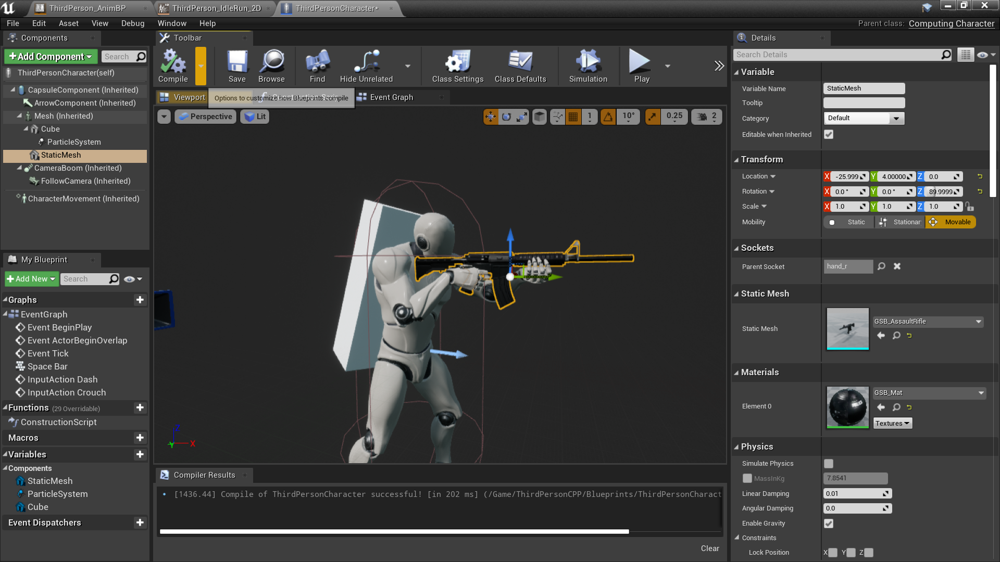 ThirdPerson_AnimBP
ThirdPerson_IdleRun_2D
ThirdPersonCharacter*
File Edit Asset View Debug Window Help
Parent class: Computing Character
Components
+Add Component
Search
ThirdPersonCharacter(self)
CapsuleComponent (Inherited)
ArrowComponent (Inherited)
Mesh (Inherited)
Cube
ParticleSystem
StaticMesh
CameraBoom (Inherited)
FollowCamera (Inherited)
CharacterMovement (Inherited)
My Blueprint
+Add New
Search
Graphs
EventGraph
Event BeginPlay
Event ActorBeginOverlap
Event Tick
Space Bar
InputAction Dash
InputAction Crouch
Functions (29 Overridable)
ConstructionScript
Macros
Variables
Components
StaticMesh
ParticleSystem
Cube
Event Dispatchers
Toolbar
Compile
Save
Browse
Find
Hide Unrelated
Class Settings
Class Defaults
Simulation
Play
Viewport
Options to customize how Blueprints compile
Event Graph
Perspective
Lit
1
10°
0.25
2
Z
Y
X
Compiler Results
[1436.44] Compile of ThirdPersonCharacter successful! [in 202 ms] (/Game/ThirdPersonCPP/Blueprints/ThirdPersonCharact
Clear
Details
Search Details
Variable
Variable Name StaticMesh
Tooltip
Category Default
Editable when Inherited
Transform
Location X -25.999 Y 4.00000 Z 0.0
Rotation X 0.0 ° Y 0.0 ° Z 89.9999
Scale X 1.0 Y 1.0 Z 1.0
Mobility Static Stationar Movable
Sockets
Parent Socket hand_r
Static Mesh
Static Mesh GSB_AssaultRifle
Materials
Element 0 GSB_Mat
Textures
Physics
Simulate Physics
MassInKg 7.8541
Linear Damping 0.01
Angular Damping 0.0
Enable Gravity
Constraints
Lock Position X Y Z